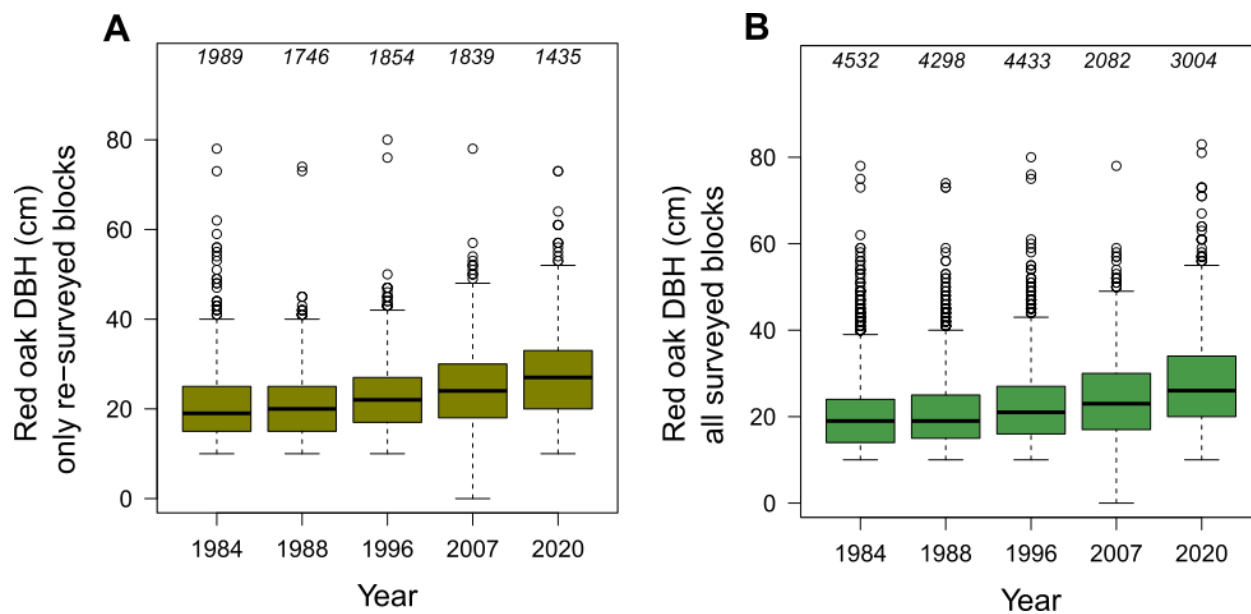 A
1989 1746 1854 1839 1435
Red oak DBH (cm)
only re−surveyed blocks
80
60
40
20
0
1984 1988 1996 2007 2020
Year
B
4532 4298 4433 2082 3004
Red oak DBH (cm)
all surveyed blocks
80
60
40
20
0
1984 1988 1996 2007 2020
Year